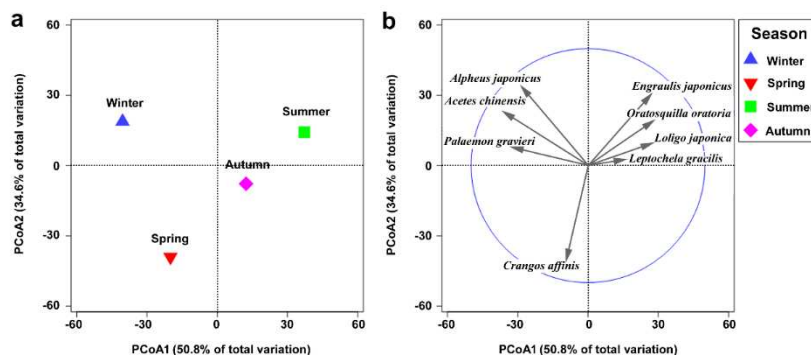 a
60
30
0
-30
-60
PCoA2 (34.6% of total variation)
Winter
Summer
Autumn
Spring
-60
-30
0
30
60
PCoA1 (50.8% of total variation)
b
60
30
0
-30
-60
PCoA2 (34.6% of total variation)
Alpheus japonicus
Engraulis japonicus
Acetes chinensis
Oratosquilla oratoria
Palaemon gravieri
Loligo japonica
Leptochela gracilis
Crangos affinis
-60
-30
0
30
60
PCoA1 (50.8% of total variation)
Season
Winter
Spring
Summer
Autumn